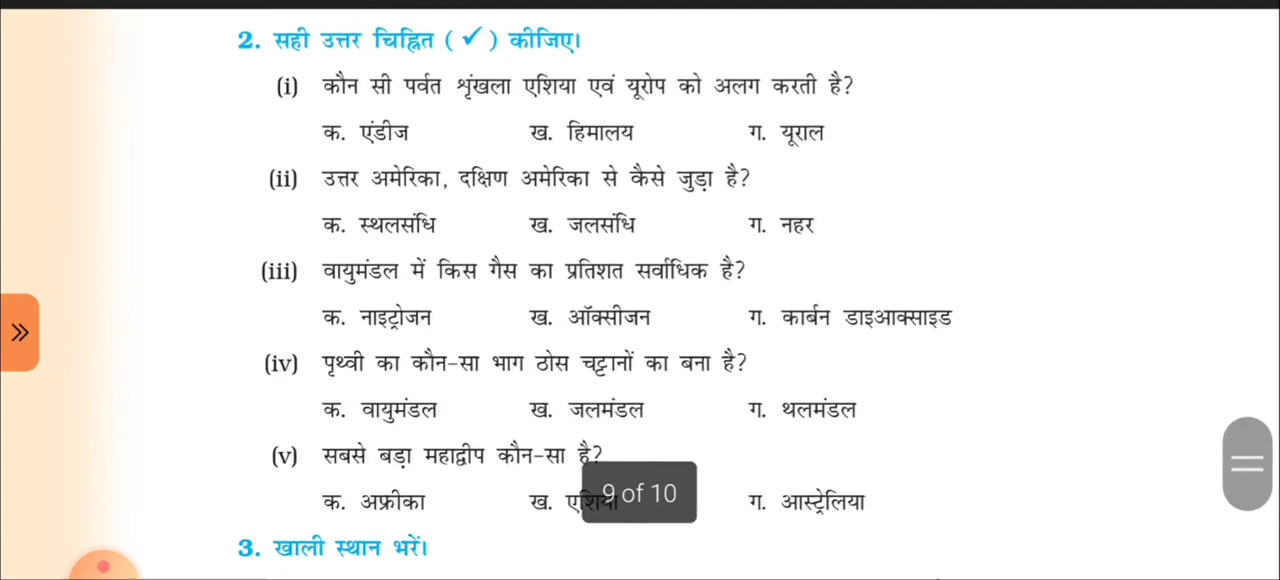 2. सही उत्तर चिह्नित ( ✓ ) कीजिए।
(i) कौन सी पर्वत शृंखला एशिया एवं यूरोप को अलग करती है?
क. एंडीज ख. हिमालय ग. यूराल
(ii) उत्तर अमेरिका, दक्षिण अमेरिका से कैसे जुड़ा है?
क. स्थलसंधि ख. जलसंधि ग. नहर
(iii) वायुमंडल में किस गैस का प्रतिशत सर्वाधिक है?
क. नाइट्रोजन ख. ऑक्सीजन ग. कार्बन डाइआक्साइड
(iv) पृथ्वी का कौन-सा भाग ठोस चट्टानों का बना है?
क. वायुमंडल ख. जलमंडल ग. थलमंडल
(v) सबसे बड़ा महाद्वीप कौन-सा है?
क. अफ्रीका ख. एशिया ग. आस्ट्रेलिया
9 of 10
3. खाली स्थान भरें।